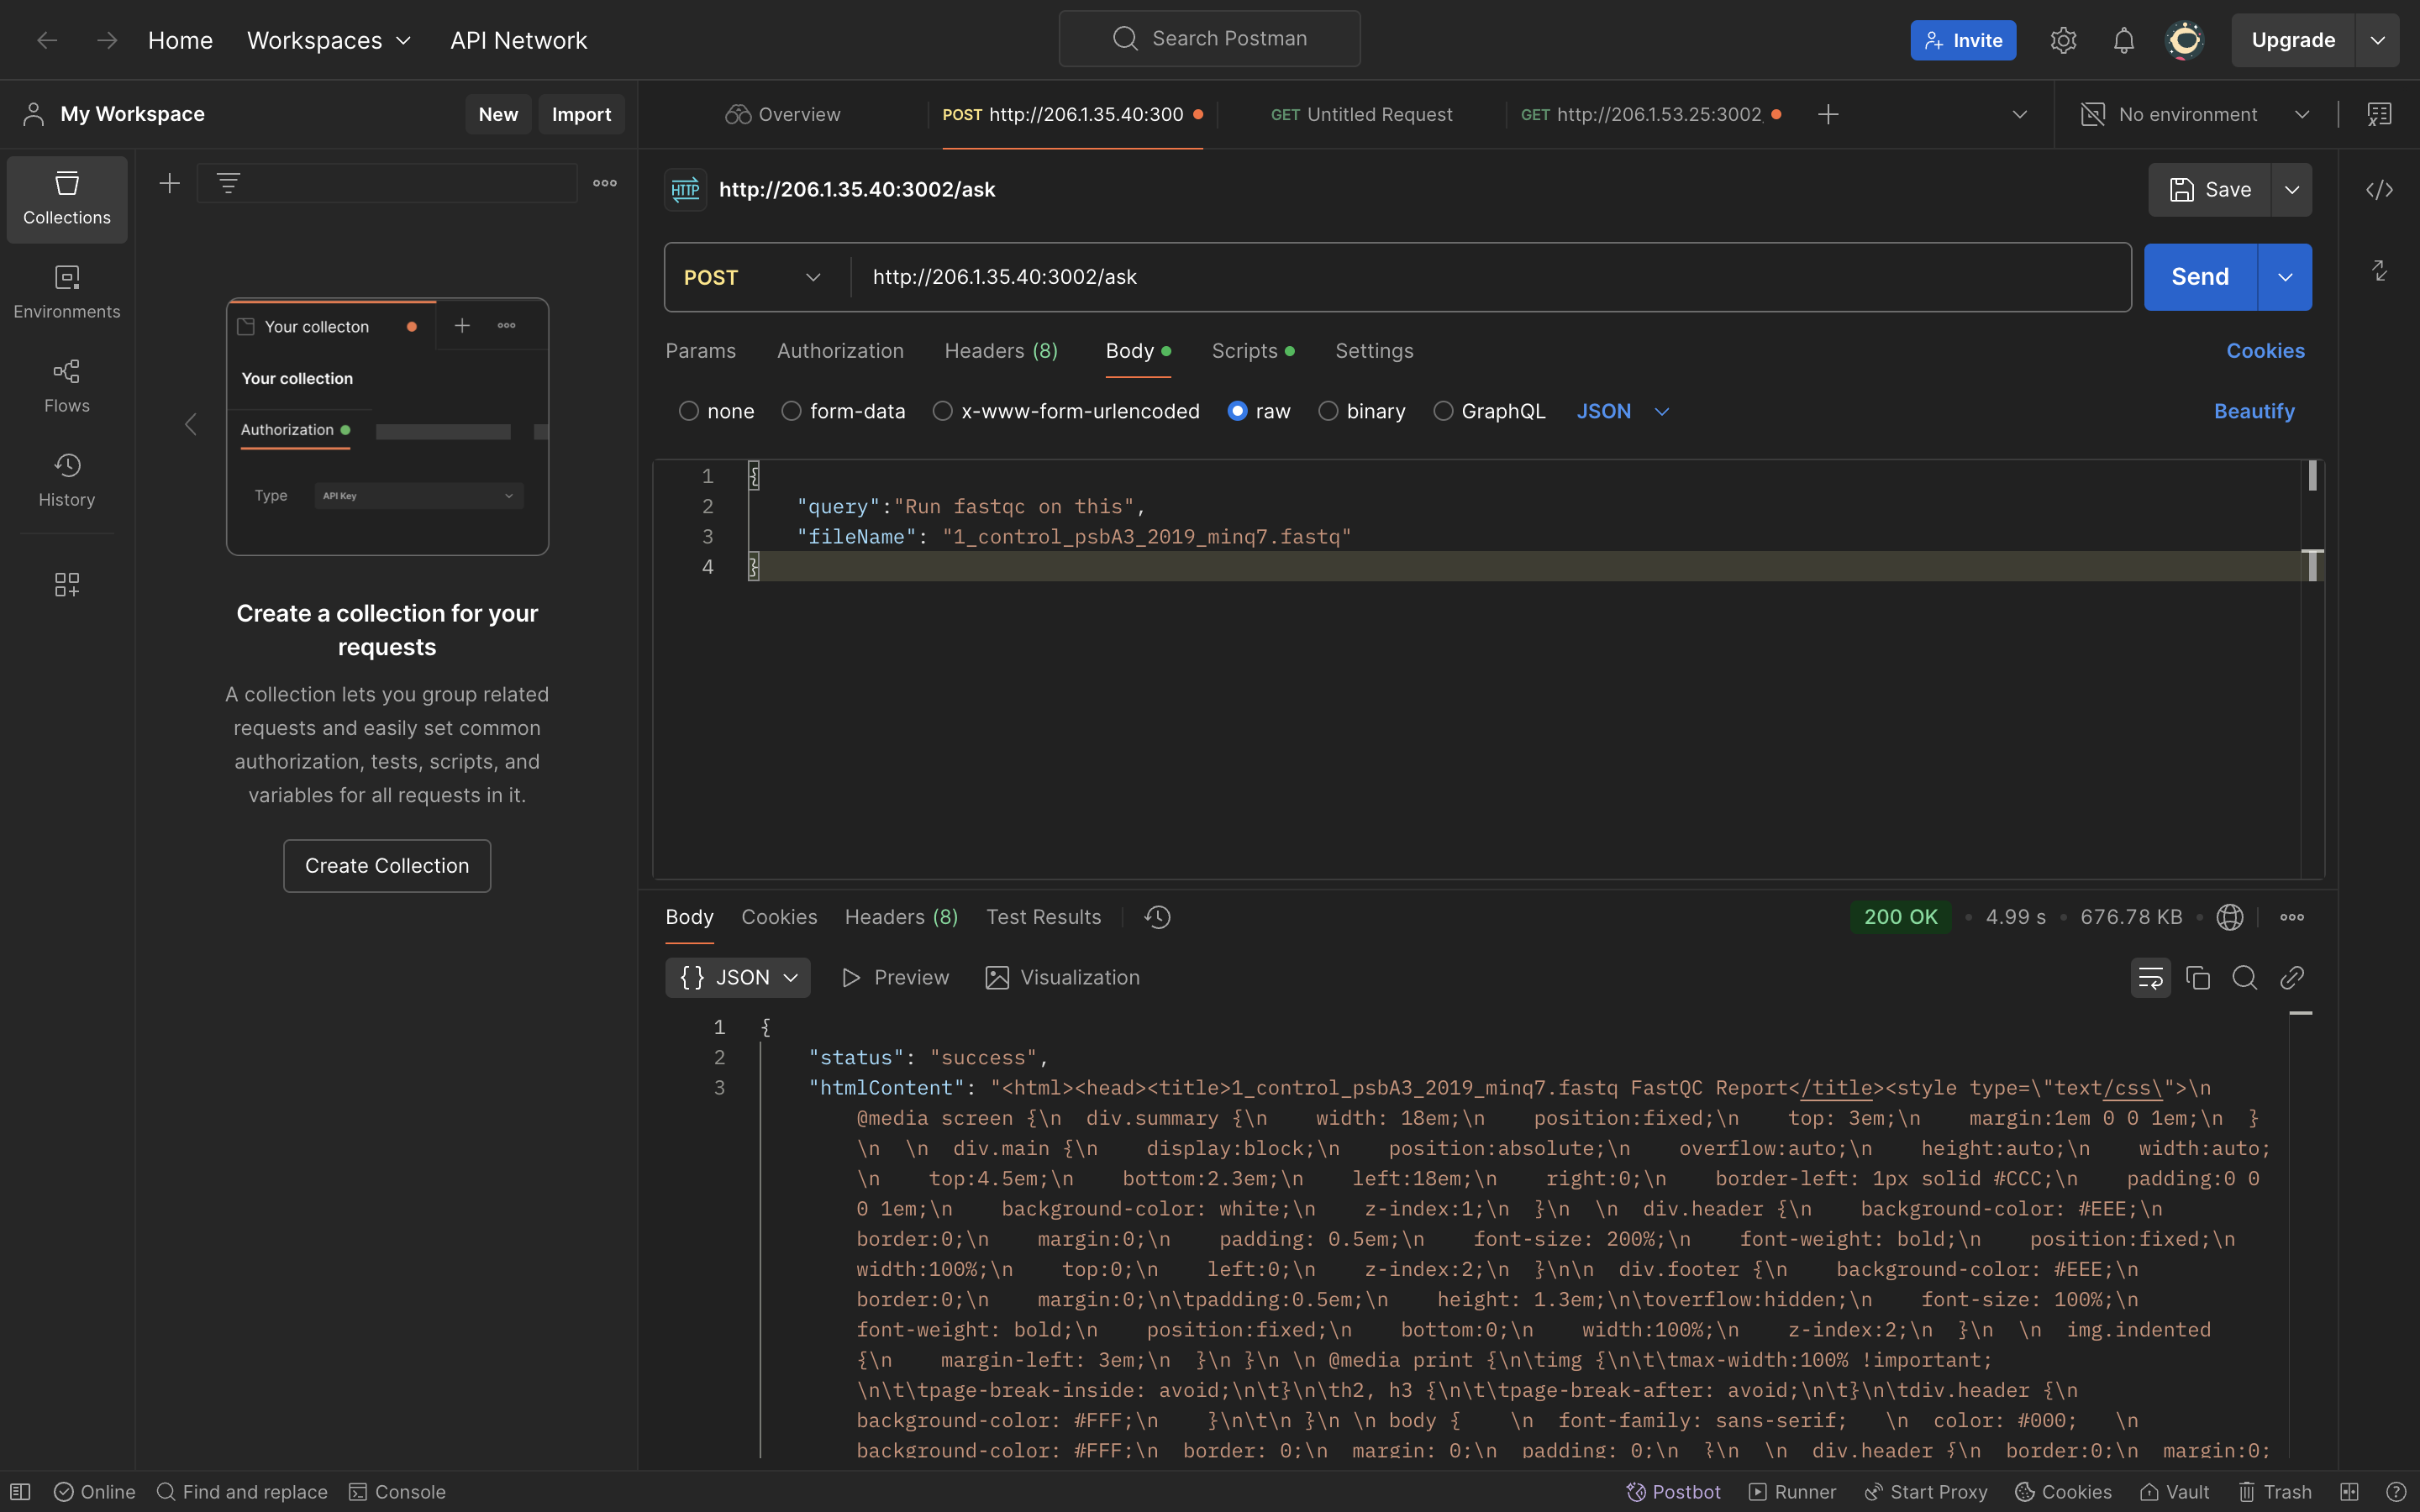 Home
Workspaces
API Network
Search Postman
Invite
Upgrade
My Workspace
New
Import
Overview
POST http://206.1.35.40:300
GET Untitled Request
GET http://206.1.53.25:3002
No environment
Collections
Environments
Flows
History
Your collecton
Your collection
Authorization
Type
API Key
Create a collection for your
requests
A collection lets you group related
requests and easily set common
authorization, tests, scripts, and
variables for all requests in it.
Create Collection
HTTP
http://206.1.35.40:3002/ask
Save
POST
http://206.1.35.40:3002/ask
Send
Params
Authorization
Headers (8)
Body
Scripts
Settings
Cookies
none
form-data
x-www-form-urlencoded
raw
binary
GraphQL
JSON
Beautify
1 {
2 "query":"Run fastqc on this",
3 "fileName": "1_control_psbA3_2019_minq7.fastq"
4 }
Body
Cookies
Headers (8)
Test Results
200 OK
4.99 s
676.78 KB
{} JSON
Preview
Visualization
1 {
2 "status": "success",
3 "htmlContent": "<html><head><title>1_control_psbA3_2019_minq7.fastq FastQC Report</title><style type=\"text/css\">\n
@media screen {\n  div.summary {\n    width: 18em;\n    position:fixed;\n    top: 3em;\n    margin:1em 0 0 1em;\n  }
\n  \n  div.main {\n    display:block;\n    position:absolute;\n    overflow:auto;\n    height:auto;\n    width:auto;
\n    top:4.5em;\n    bottom:2.3em;\n    left:18em;\n    right:0;\n    border-left: 1px solid #CCC;\n    padding:0 0
0 1em;\n    background-color: white;\n    z-index:1;\n  }\n  \n  div.header {\n    background-color: #EEE;\n
border:0;\n    margin:0;\n    padding: 0.5em;\n    font-size: 200%;\n    font-weight: bold;\n    position:fixed;\n
width:100%;\n    top:0;\n    left:0;\n    z-index:2;\n  }\n\n  div.footer {\n    background-color: #EEE;\n
border:0;\n    margin:0;\n\tpadding:0.5em;\n    height: 1.3em;\n\toverflow:hidden;\n    font-size: 100%;\n
font-weight: bold;\n    position:fixed;\n    bottom:0;\n    width:100%;\n    z-index:2;\n  }\n  \n  img.indented
{\n    margin-left: 3em;\n  }\n }\n \n @media print {\n\timg {\n\t\tmax-width:100% !important;
\n\t\tpage-break-inside: avoid;\n\t}\n\th2, h3 {\n\t\tpage-break-after: avoid;\n\t}\n\tdiv.header {\n
background-color: #FFF;\n    }\n\t\n }\n \n body {    \n  font-family: sans-serif;   \n  color: #000;   \n
background-color: #FFF;\n  border: 0;\n  margin: 0;\n  padding: 0;\n  }\n  \n  div.header {\n  border:0;\n  margin:0;
Online
Find and replace
Console
Postbot
Runner
Start Proxy
Cookies
Vault
Trash